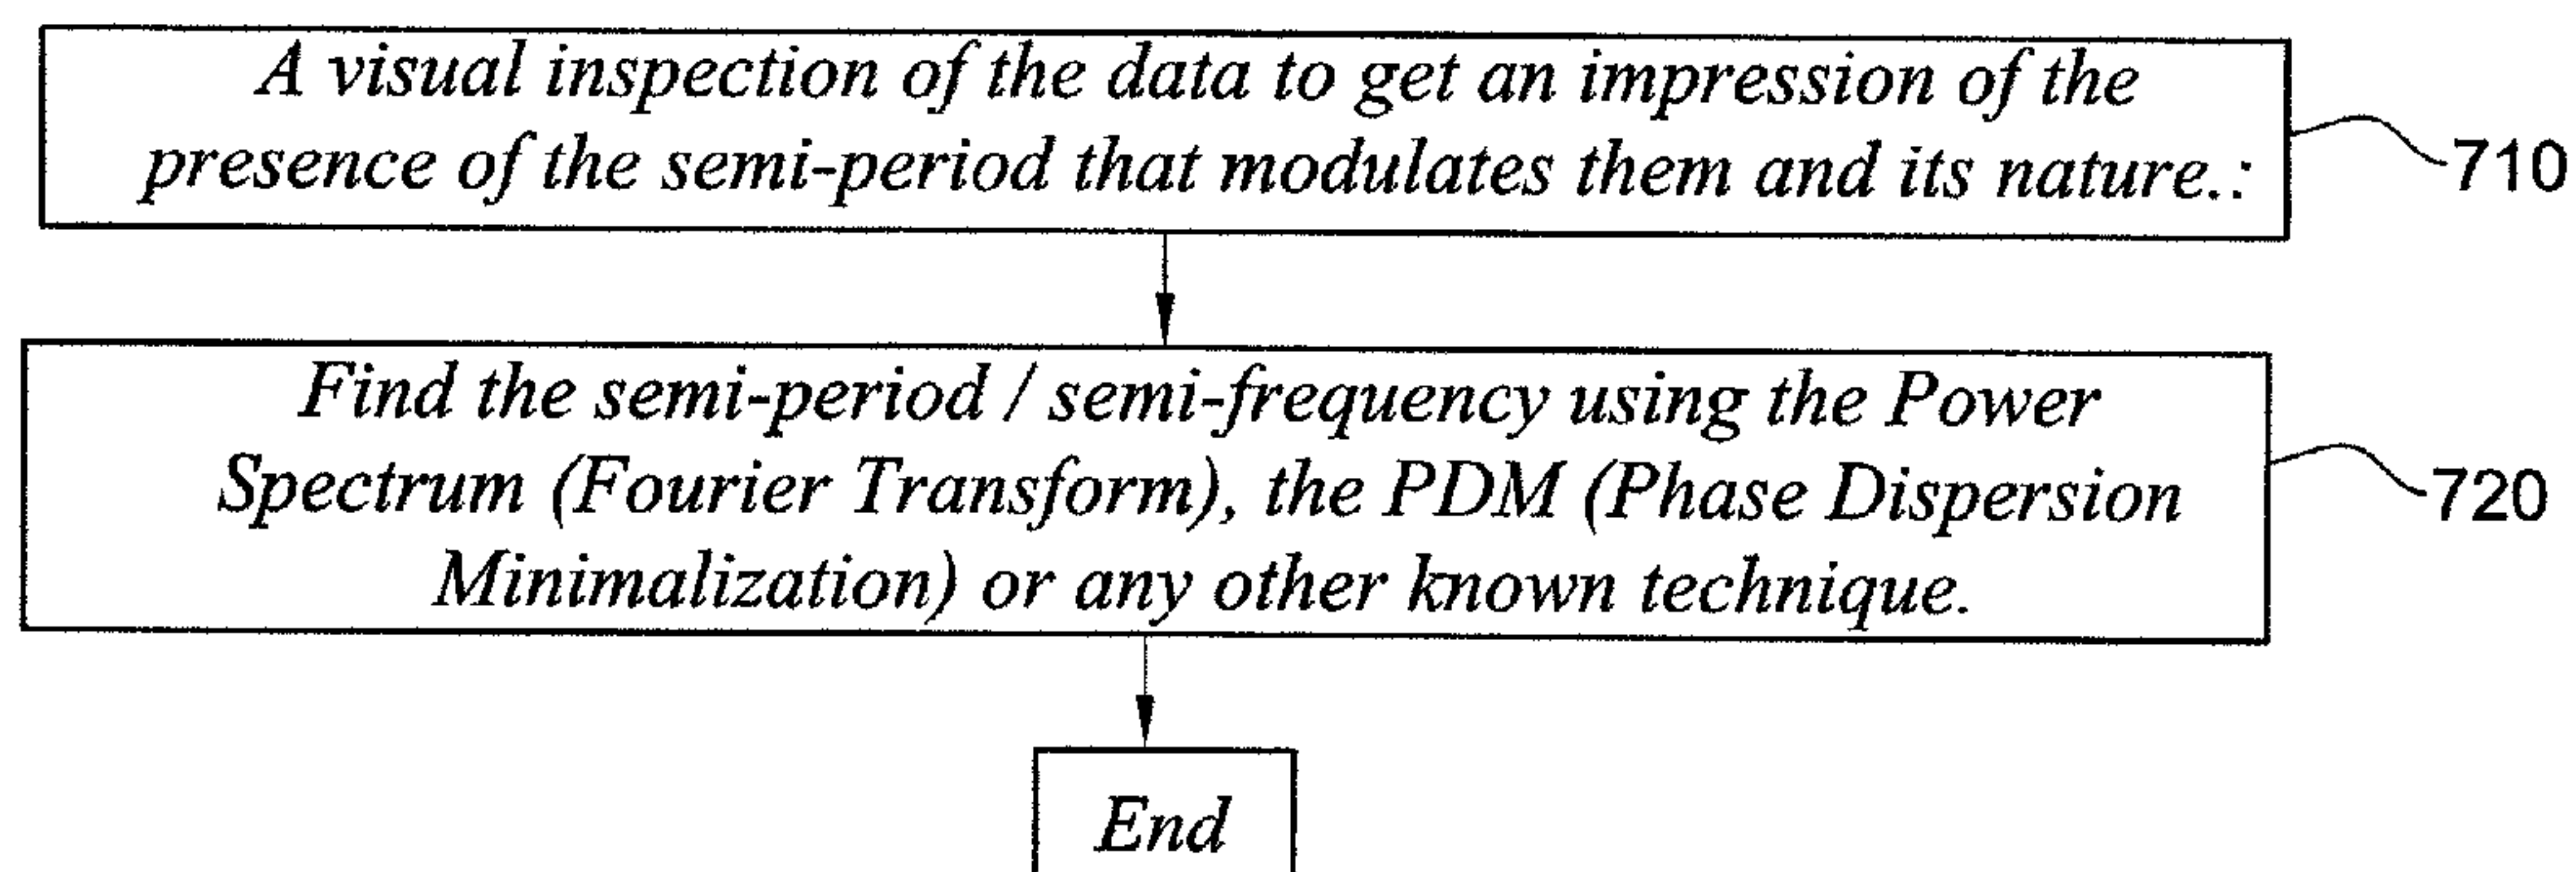 A visual inspection of the data to get an impression of the
presence of the semi-period that modulates them and its nature.:
710
Find the semi-period / semi-frequency using the Power
Spectrum (Fourier Transform), the PDM (Phase Dispersion
Minimalization) or any other known technique.
720
End